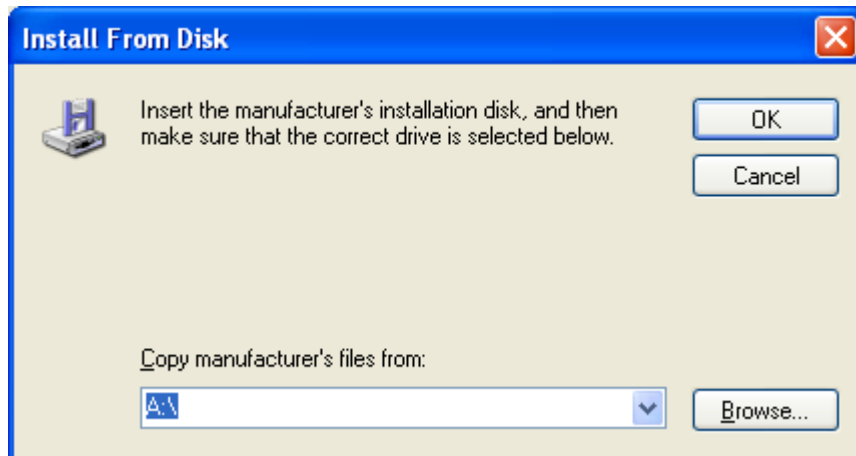 Install From Disk
Insert the manufacturer's installation disk, and then
make sure that the correct drive is selected below.
OK
Cancel
Copy manufacturer's files from:
A:\
Browse...